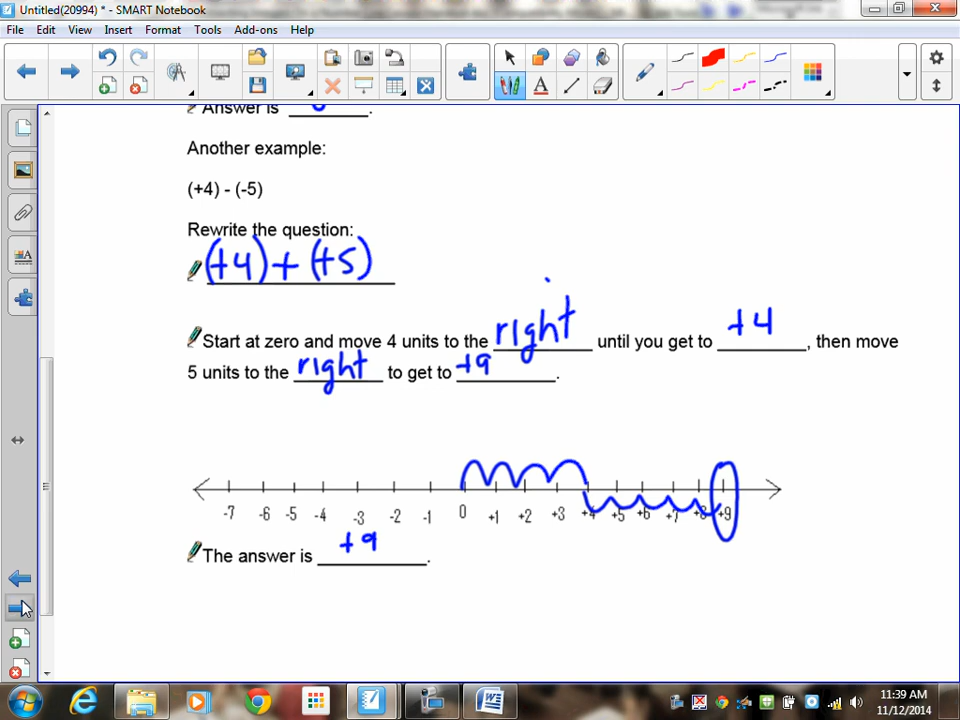 Untitled(20994) * - SMART Notebook
File Edit View Insert Format Tools Add-ons Help
Answer is ______.
Another example:
(+4) - (-5)
Rewrite the question:
(+4) + (+5)
Start at zero and move 4 units to the right until you get to +4, then move
5 units to the right to get to +9.
-7 -6 -5 -4 -3 -2 -1 0 +1 +2 +3 +4 +5 +6 +7 +8 +9
The answer is +9.
11:39 AM
11/12/2014